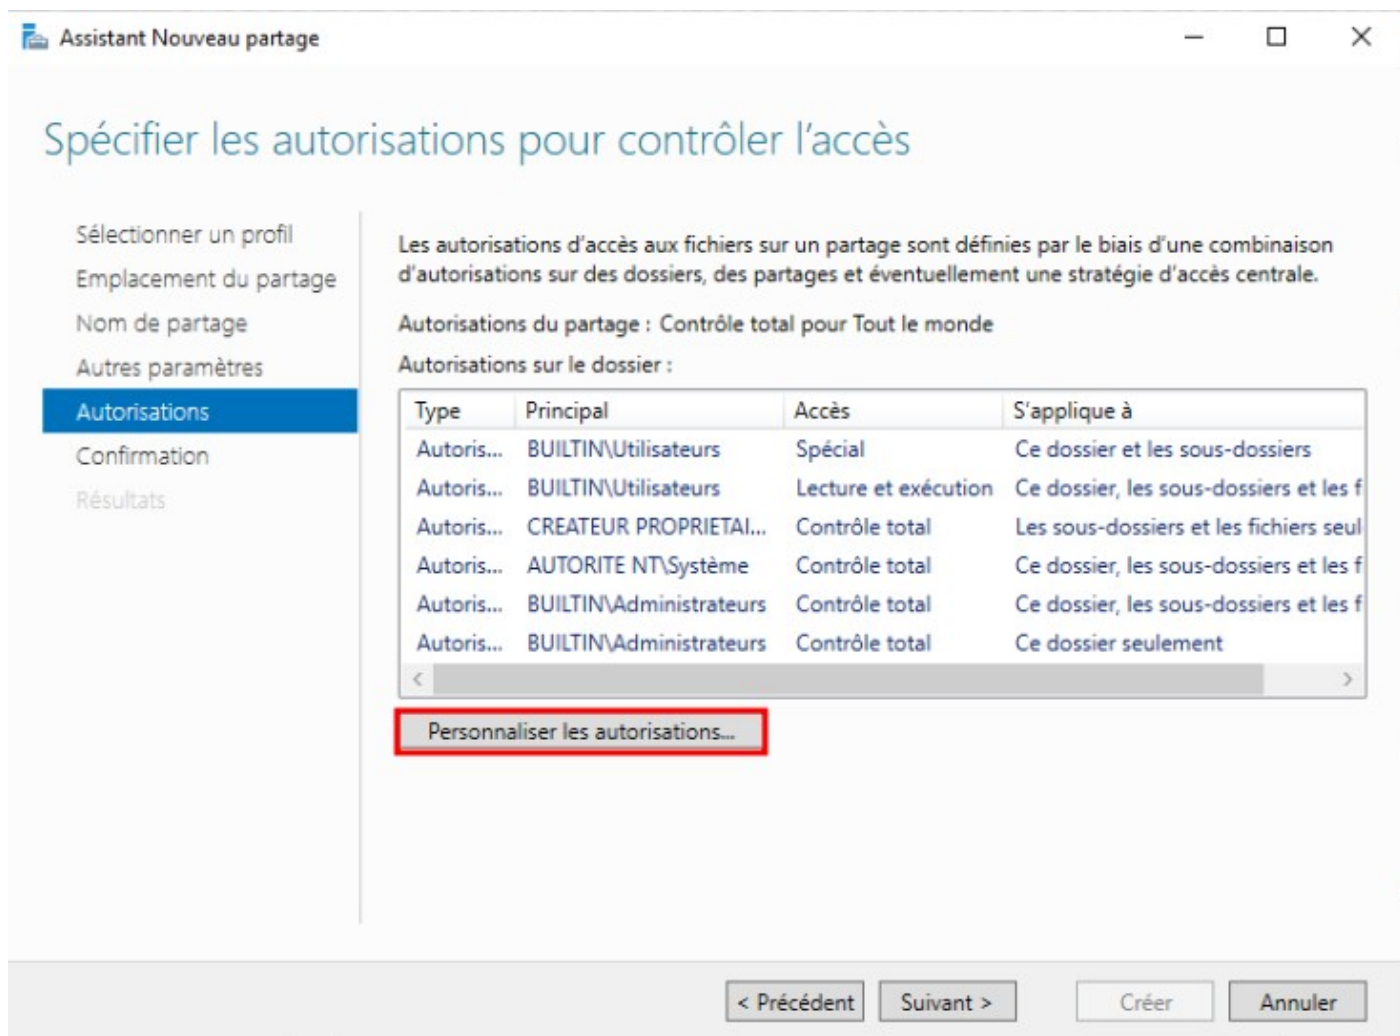 Assistant Nouveau partage
Spécifier les autorisations pour contrôler l'accès
Sélectionner un profil
Emplacement du partage
Nom de partage
Autres paramètres
Autorisations
Confirmation
Résultats
Les autorisations d'accès aux fichiers sur un partage sont définies par le biais d'une combinaison
d'autorisations sur des dossiers, des partages et éventuellement une stratégie d'accès centrale.
Autorisations du partage : Contrôle total pour Tout le monde
Autorisations sur le dossier :
Type Principal Accès S'applique à
Autoris... BUILTIN\Utilisateurs Spécial Ce dossier et les sous-dossiers
Autoris... BUILTIN\Utilisateurs Lecture et exécution Ce dossier, les sous-dossiers et les f
Autoris... CREATEUR PROPRIETAI... Contrôle total Les sous-dossiers et les fichiers seul
Autoris... AUTORITE NT\Système Contrôle total Ce dossier, les sous-dossiers et les f
Autoris... BUILTIN\Administrateurs Contrôle total Ce dossier, les sous-dossiers et les f
Autoris... BUILTIN\Administrateurs Contrôle total Ce dossier seulement
Personnaliser les autorisations...
< Précédent Suivant > Créer Annuler